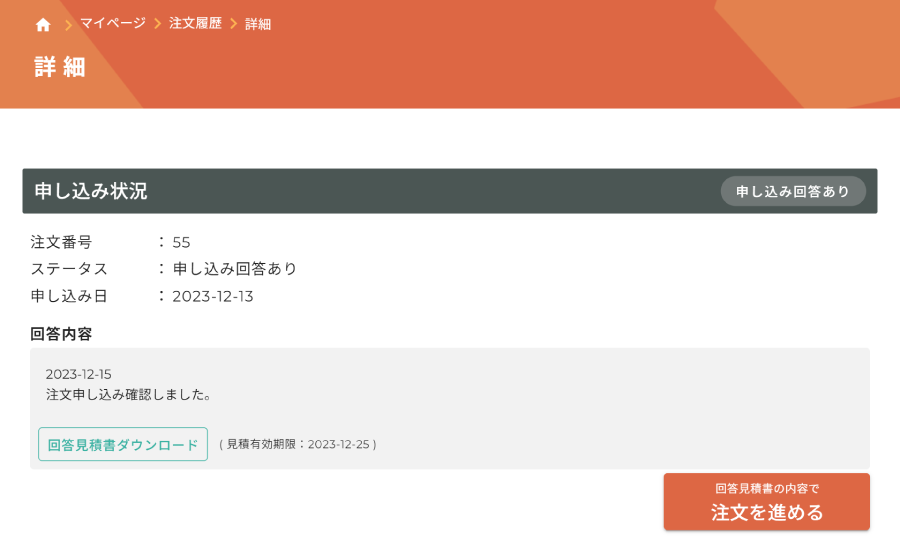 マイページ 注文履歴 詳細
詳細
申し込み状況 申し込み回答あり
注文番号 : 55
ステータス : 申し込み回答あり
申し込み日 : 2023-12-13
回答内容
2023-12-15
注文申し込み確認しました。
回答見積書ダウンロード ( 見積有効期限：2023-12-25 )
回答見積書の内容で
注文を進める